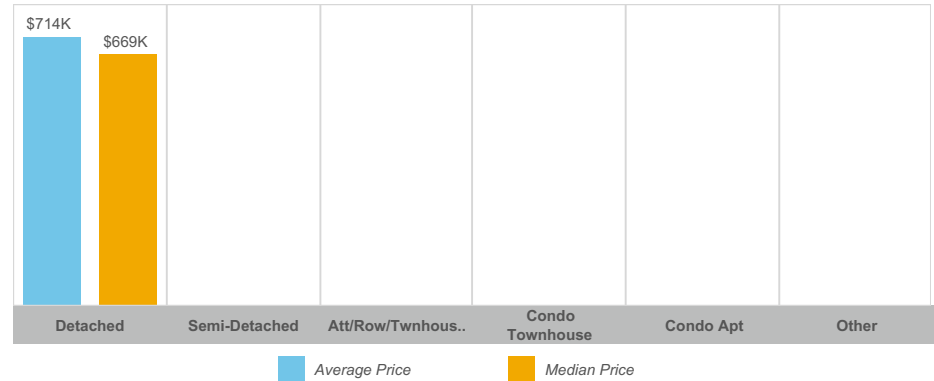 $714K
$669K
Detached
Semi-Detached
Att/Row/Twnhous..
Condo
Townhouse
Condo Apt
Other
Average Price
Median Price